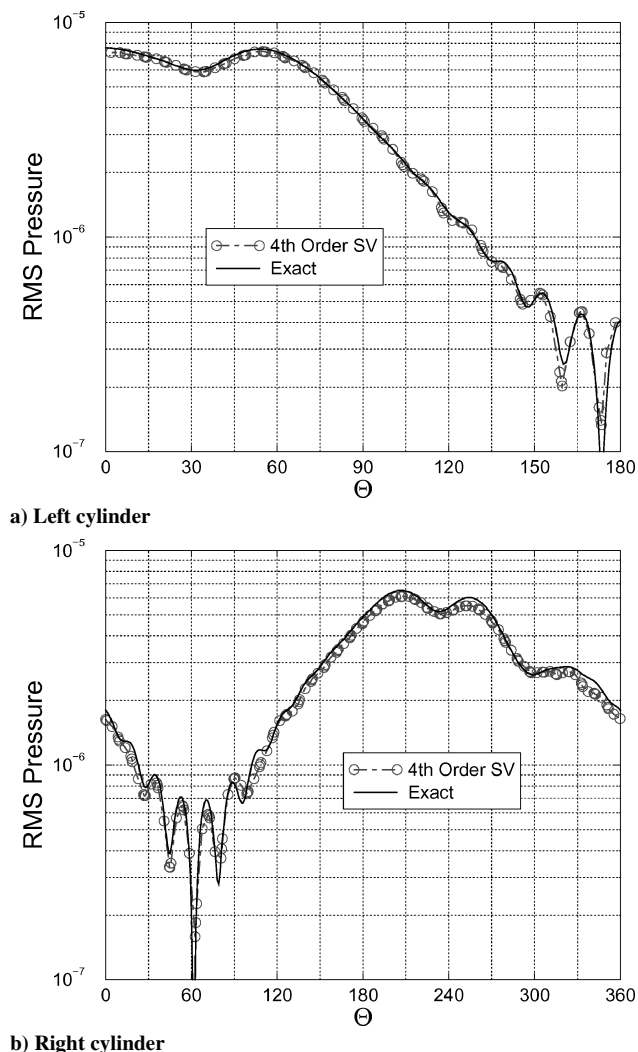 10⁻⁵
RMS Pressure
10⁻⁶
4th Order SV
Exact
10⁻⁷
0 30 60 90 120 150 180
Θ
a) Left cylinder
10⁻⁵
RMS Pressure
10⁻⁶
4th Order SV
Exact
10⁻⁷
0 60 120 180 240 300 360
Θ
b) Right cylinder